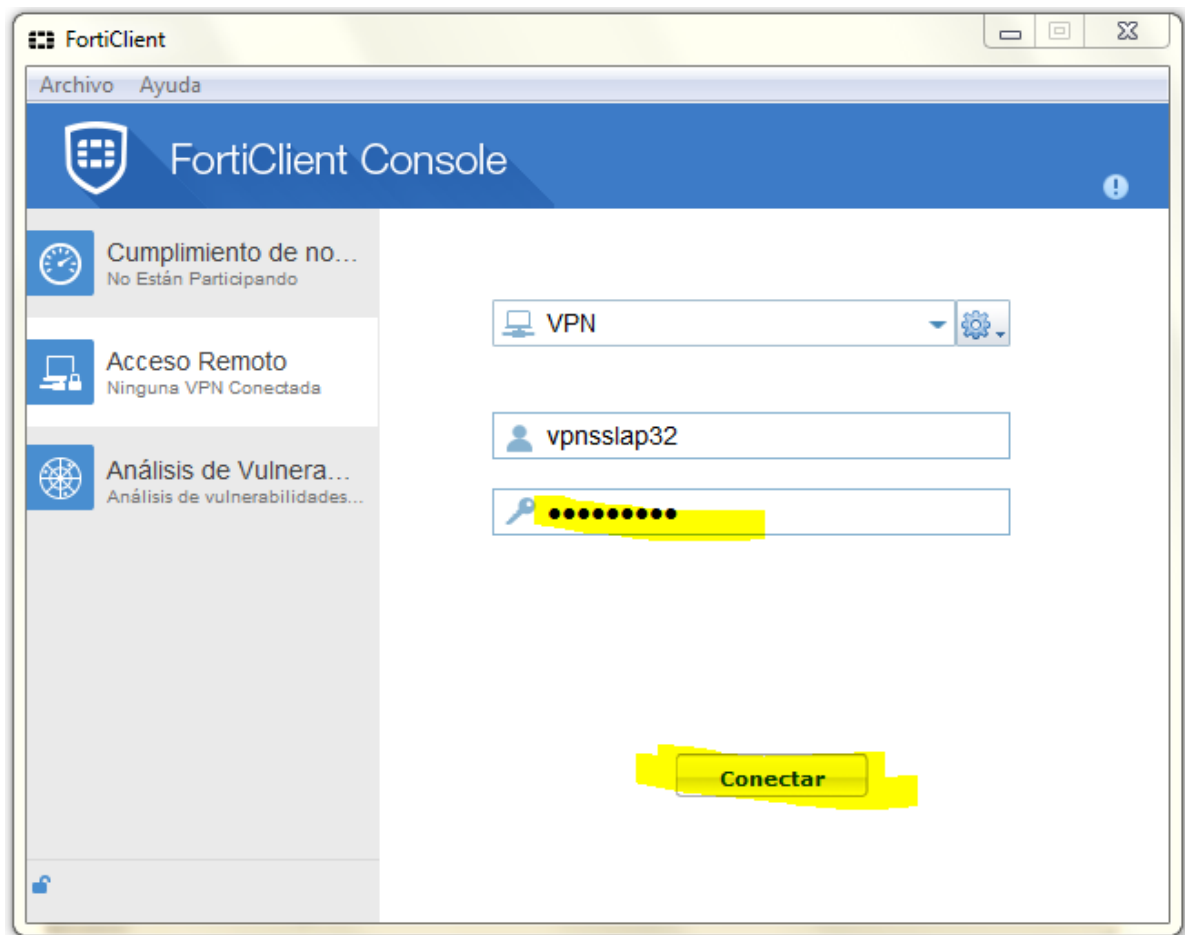 FortiClient
Archivo Ayuda
FortiClient Console
Cumplimiento de no...
No Están Participando
Acceso Remoto
Ninguna VPN Conectada
Análisis de Vulnera...
Análisis de vulnerabilidades...
VPN
vpnsslap32
•••••••••
Conectar